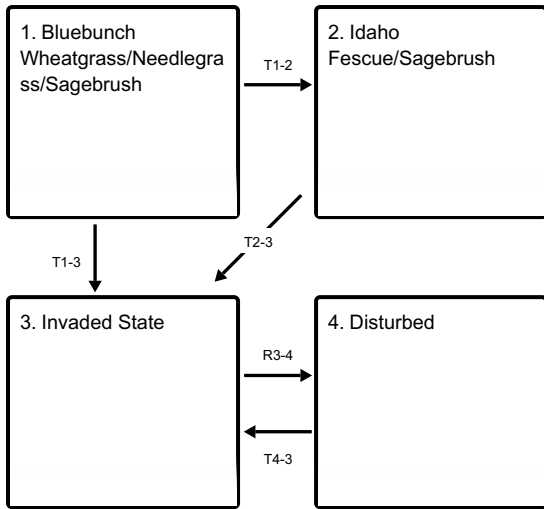 1. Bluebunch
Wheatgrass/Needlegra
ss/Sagebrush
T1-2
2. Idaho
Fescue/Sagebrush
T1-3
T2-3
3. Invaded State
R3-4
T4-3
4. Disturbed